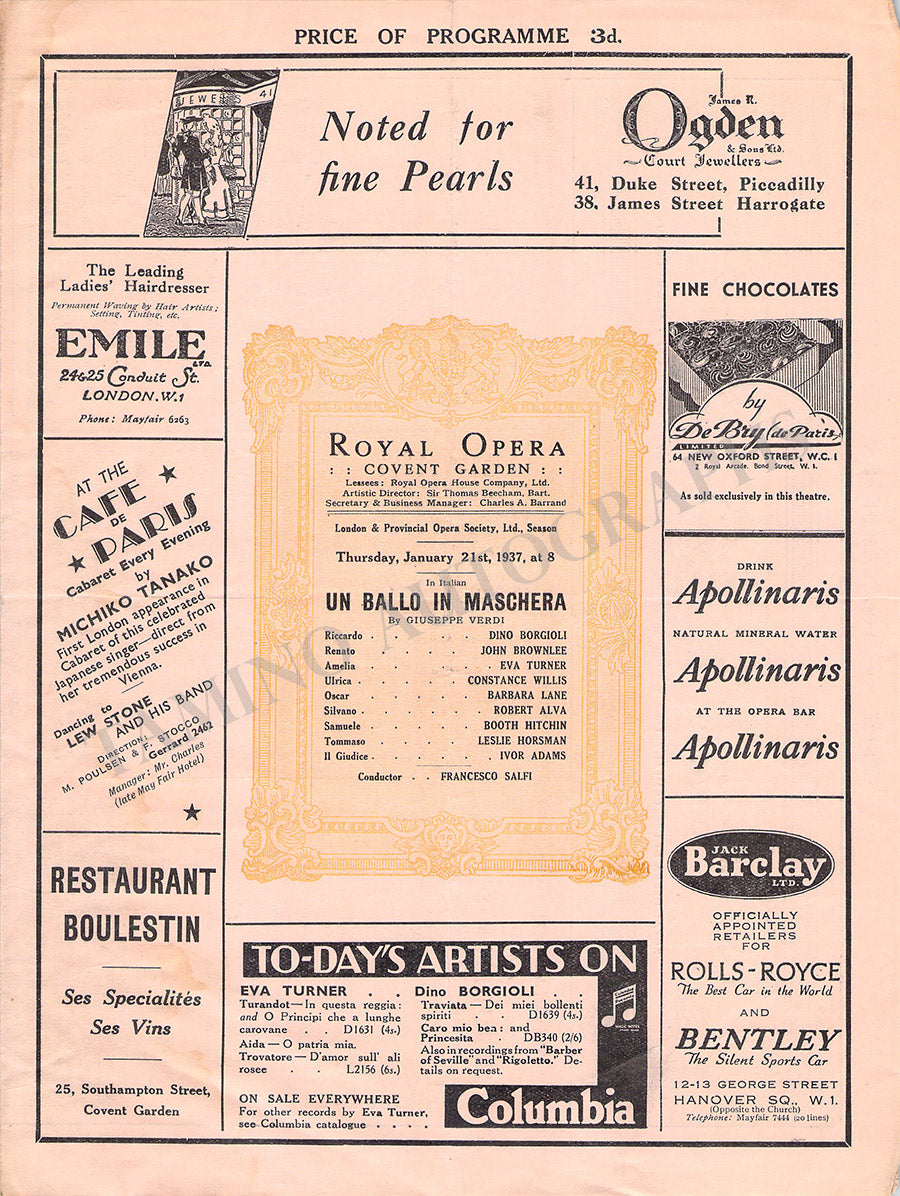 PRICE OF PROGRAMME 3d.
JEWELS 41
Noted for
fine Pearls
James R.
Ogden
& Sons Ltd.
Court Jewellers
41, Duke Street, Piccadilly
38, James Street Harrogate
The Leading
Ladies' Hairdresser
Permanent Waving by Hair Artists;
Setting, Tinting, etc.
EMILE LTD.
24&25 Conduit St.
LONDON.W.1
Phone: Mayfair 6263
AT THE
CAFE
DE
PARIS
Cabaret Every Evening
by
MICHIKO TANAKO
First London appearance in
Cabaret of this celebrated
Japanese singer—direct from
her tremendous success in
Vienna.
Dancing to
LEW STONE
AND HIS BAND
DIRECTION:
M. POULSEN & F. STOCCO
Gerrard 2462
Manager: Mr. Charles
(late May Fair Hotel)
RESTAURANT
BOULESTIN
Ses Specialités
Ses Vins
25, Southampton Street,
Covent Garden
ROYAL OPERA
: : COVENT GARDEN : :
Lessees: Royal Opera House Company, Ltd.
Artistic Director: Sir Thomas Beecham, Bart.
Secretary & Business Manager: Charles A. Barrand
London & Provincial Opera Society, Ltd., Season
Thursday, January 21st, 1937, at 8
In Italian
UN BALLO IN MASCHERA
By GIUSEPPE VERDI
Riccardo . . . . . DINO BORGIOLI
Renato . . . . . JOHN BROWNLEE
Amelia . . . . . . EVA TURNER
Ulrica . . . . . CONSTANCE WILLIS
Oscar . . . . . . BARBARA LANE
Silvano . . . . . . ROBERT ALVA
Samuele . . . . . BOOTH HITCHIN
Tommaso . . . . . LESLIE HORSMAN
Il Giudice . . . . . . IVOR ADAMS
Conductor . . FRANCESCO SALFI
TO-DAY'S ARTISTS ON
EVA TURNER . .
Turandot—In questa reggia:
and O Principi che a lunghe
carovane . . D1631 (4s.)
Aida—O patria mia.
Trovatore—D'amor sull' ali
rosee . . L2156 (6s.)
ON SALE EVERYWHERE
For other records by Eva Turner,
see Columbia catalogue . . . .
Dino BORGIOLI . .
Traviata—Dei miei bollenti
spiriti . . D1639 (4s.)
Caro mio ben: and
Princesita . DB340 (2/6)
Also in recordings from "Barber
of Seville" and "Rigoletto." De-
tails on request.
MAGIC NOTES
Columbia
FINE CHOCOLATES
by
De Bry (de Paris)
LIMITED
64 NEW OXFORD STREET, W.C.1
2 Royal Arcade, Bond Street, W.1.
As sold exclusively in this theatre.
DRINK
Apollinaris
NATURAL MINERAL WATER
Apollinaris
AT THE OPERA BAR
Apollinaris
JACK
Barclay
LTD.
OFFICIALLY
APPOINTED
RETAILERS
FOR
ROLLS-ROYCE
The Best Car in the World
AND
BENTLEY
The Silent Sports Car
12-13 GEORGE STREET
HANOVER SQ., W.1.
(Opposite the Church)
Telephone: Mayfair 7444 (20 lines)
TAMINO AUTOGRAPHS